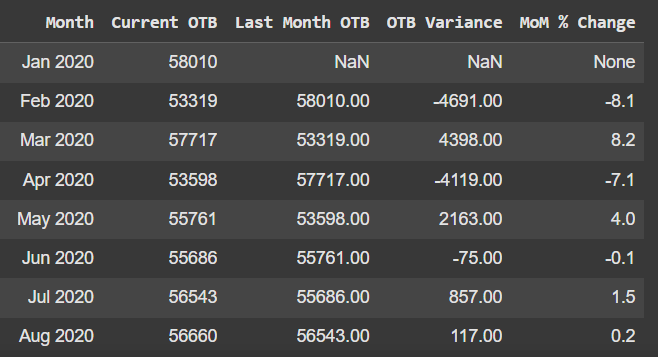 Month Current OTB Last Month OTB OTB Variance MoM % Change
Jan 2020 58010 NaN NaN None
Feb 2020 53319 58010.00 -4691.00 -8.1
Mar 2020 57717 53319.00 4398.00 8.2
Apr 2020 53598 57717.00 -4119.00 -7.1
May 2020 55761 53598.00 2163.00 4.0
Jun 2020 55686 55761.00 -75.00 -0.1
Jul 2020 56543 55686.00 857.00 1.5
Aug 2020 56660 56543.00 117.00 0.2